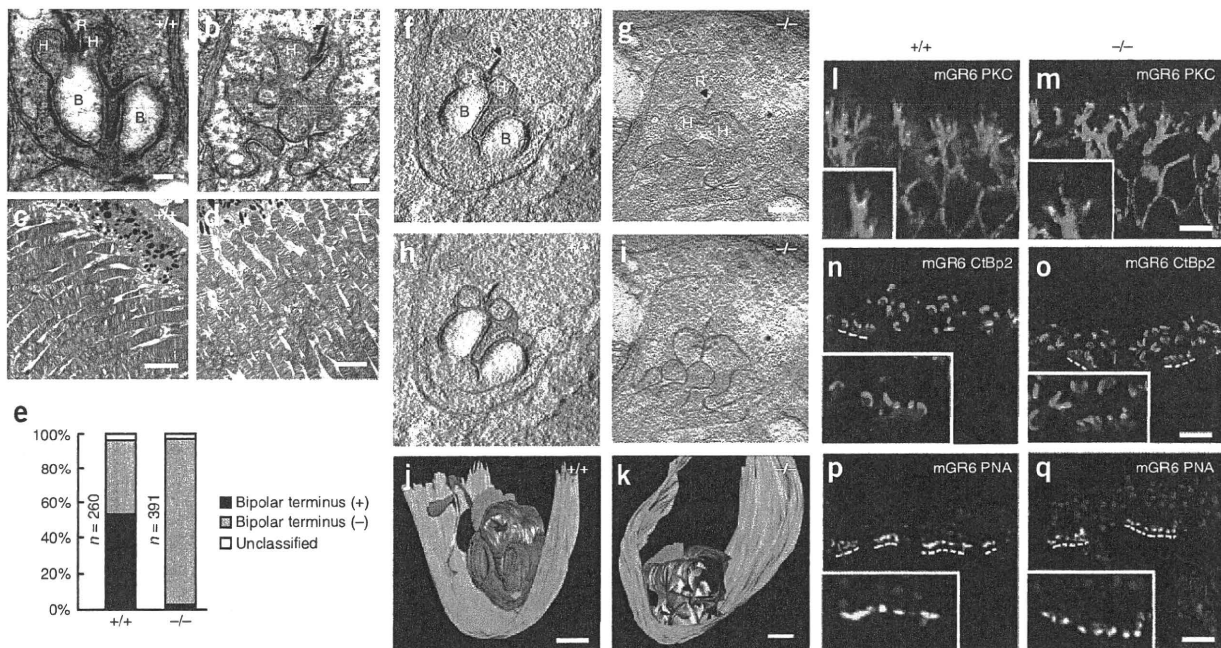 a +/+ R H H B B
b −/− H H
c +/+
d
e
100%
80%
60%
40%
20%
0%
n = 260
n = 391
+/+ −/−
Bipolar terminus (+)
Bipolar terminus (−)
Unclassified
f +/+ R H H B B
g −/− R H H
h +/+
i −/−
j +/+
k −/−
+/+ −/−
l mGR6 PKC
m mGR6 PKC
n mGR6 CtBp2
o mGR6 CtBp2
p mGR6 PNA
q mGR6 PNA